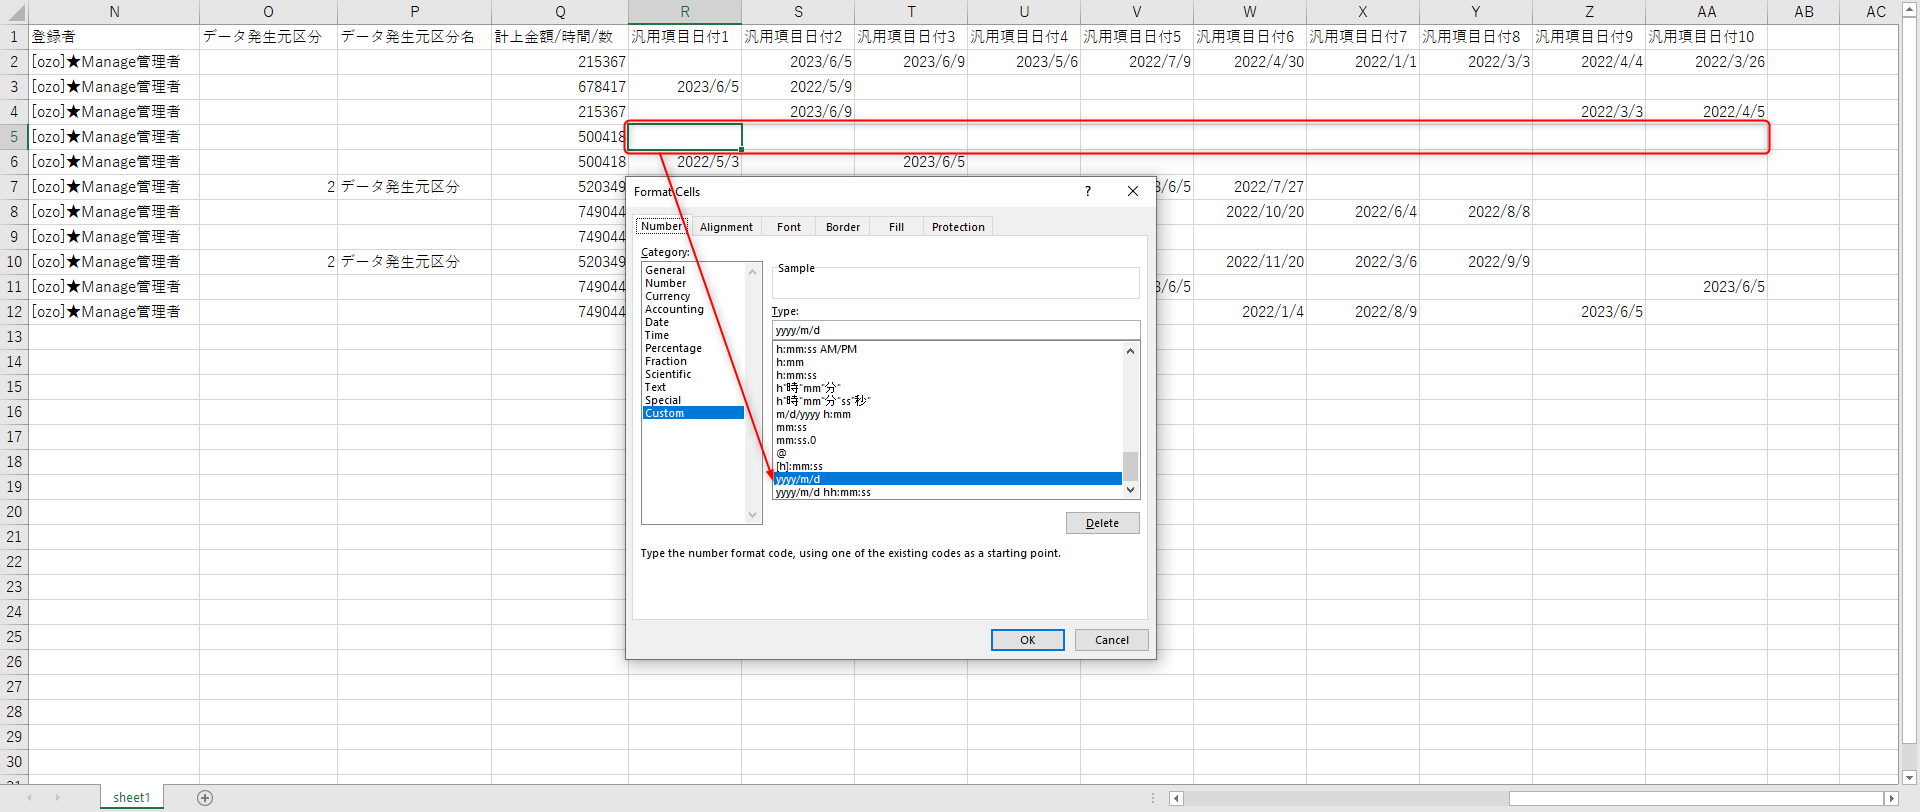 N O P Q R S T U V W X Y Z AA AB AC
1 登録者 データ発生元区分 データ発生元区分名 計上金額/時間/数 汎用項目日付1 汎用項目日付2 汎用項目日付3 汎用項目日付4 汎用項目日付5 汎用項目日付6 汎用項目日付7 汎用項目日付8 汎用項目日付9 汎用項目日付10
2 [ozo]★Manage管理者 215367 2023/6/5 2023/6/9 2023/5/6 2022/7/9 2022/4/30 2022/1/1 2022/3/3 2022/4/4 2022/3/26
3 [ozo]★Manage管理者 678417 2023/6/5 2022/5/9
4 [ozo]★Manage管理者 215367 2023/6/9 2022/3/3 2022/4/5
5 [ozo]★Manage管理者 500418
6 [ozo]★Manage管理者 500418 2022/5/3 2023/6/5
7 [ozo]★Manage管理者 2 データ発生元区分 520349 3/6/5 2022/7/27
8 [ozo]★Manage管理者 749044 2022/10/20 2022/6/4 2022/8/8
9 [ozo]★Manage管理者 749044
10 [ozo]★Manage管理者 2 データ発生元区分 520349 2022/11/20 2022/3/6 2022/9/9
11 [ozo]★Manage管理者 749044 3/6/5 2023/6/5
12 [ozo]★Manage管理者 749044 2022/1/4 2022/8/9 2023/6/5
13
14
15
16
17
18
19
20
21
22
23
24
25
26
27
28
29
30
Format Cells ? ×
Number Alignment Font Border Fill Protection
Category:
General
Number
Currency
Accounting
Date
Time
Percentage
Fraction
Scientific
Text
Special
Custom
Sample
Type:
yyyy/m/d
h:mm:ss AM/PM
h:mm
h:mm:ss
h"時"mm"分"
h"時"mm"分"ss"秒"
m/d/yyyy h:mm
mm:ss
mm:ss.0
@
[h]:mm:ss
yyyy/m/d
yyyy/m/d hh:mm:ss
Delete
Type the number format code, using one of the existing codes as a starting point.
OK Cancel
sheet1